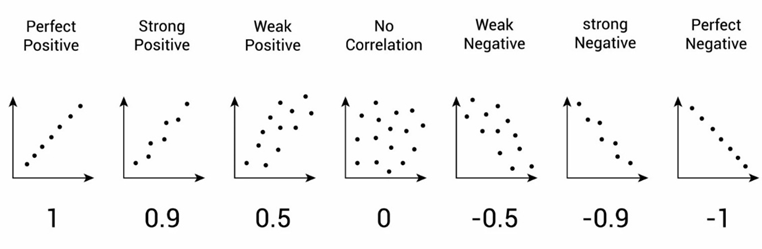 Perfect
Positive
Strong
Positive
Weak
Positive
No
Correlation
Weak
Negative
strong
Negative
Perfect
Negative
1
0.9
0.5
0
-0.5
-0.9
-1